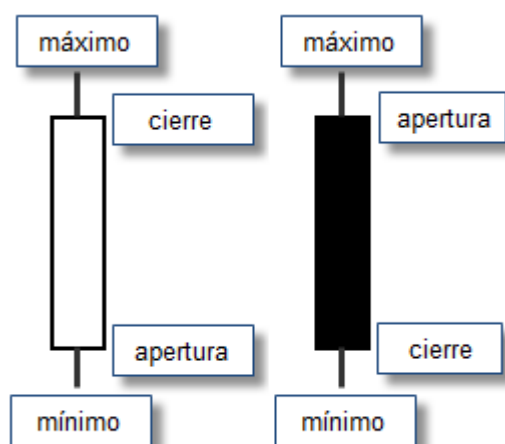 máximo
máximo
cierre
apertura
apertura
cierre
mínimo
mínimo